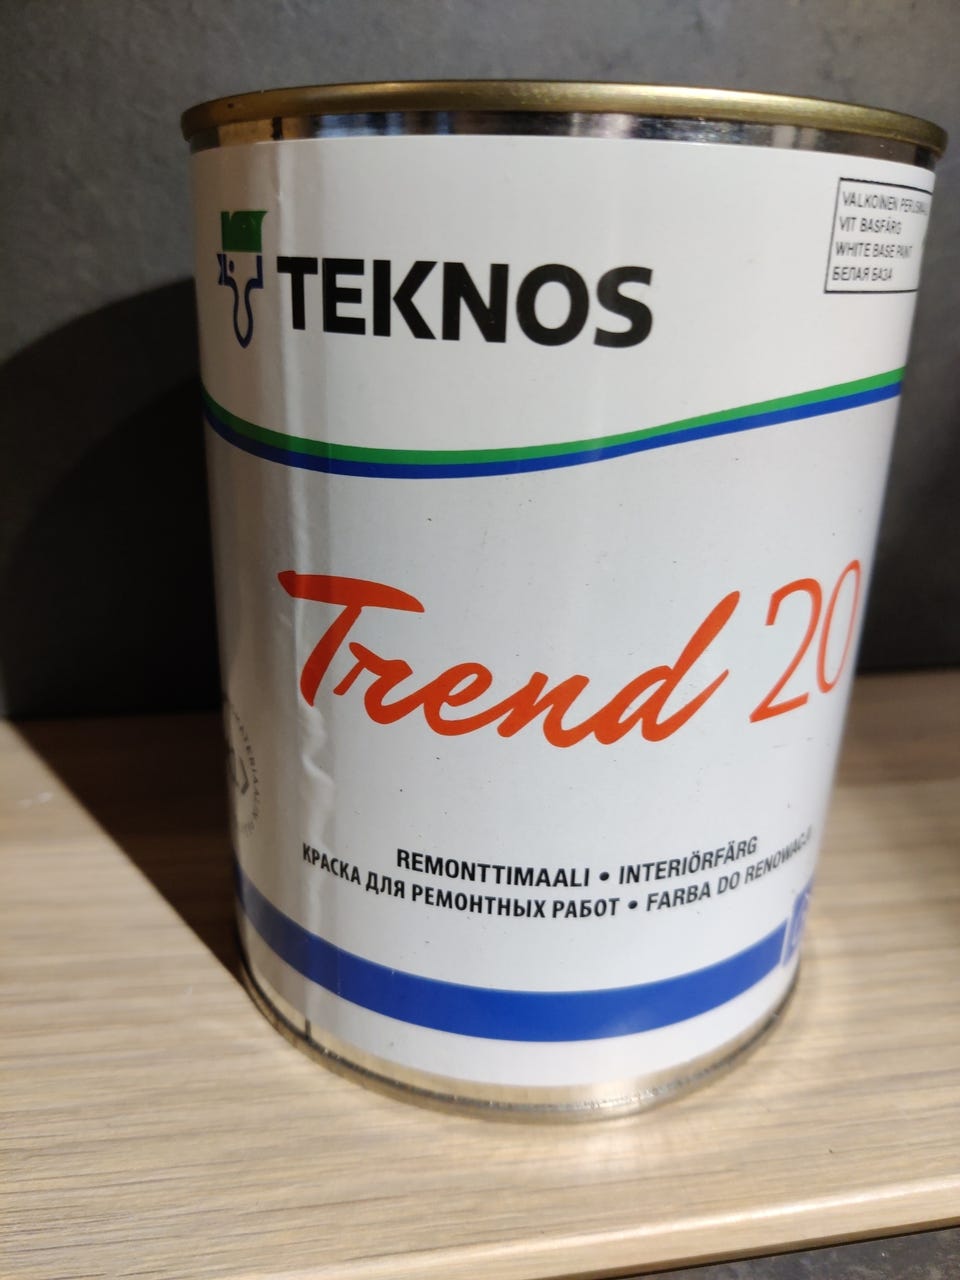 TEKNOS
VALKOINEN
VIT BASFÄRG
WHITE BASE PAINT
БЕЛАЯ БАЗА
Trend 20
REMONTTIMAALI • INTERIÖRFÄRG
КРАСКА ДЛЯ РЕМОНТНЫХ РАБОТ • FARBA DO RENOWACJI